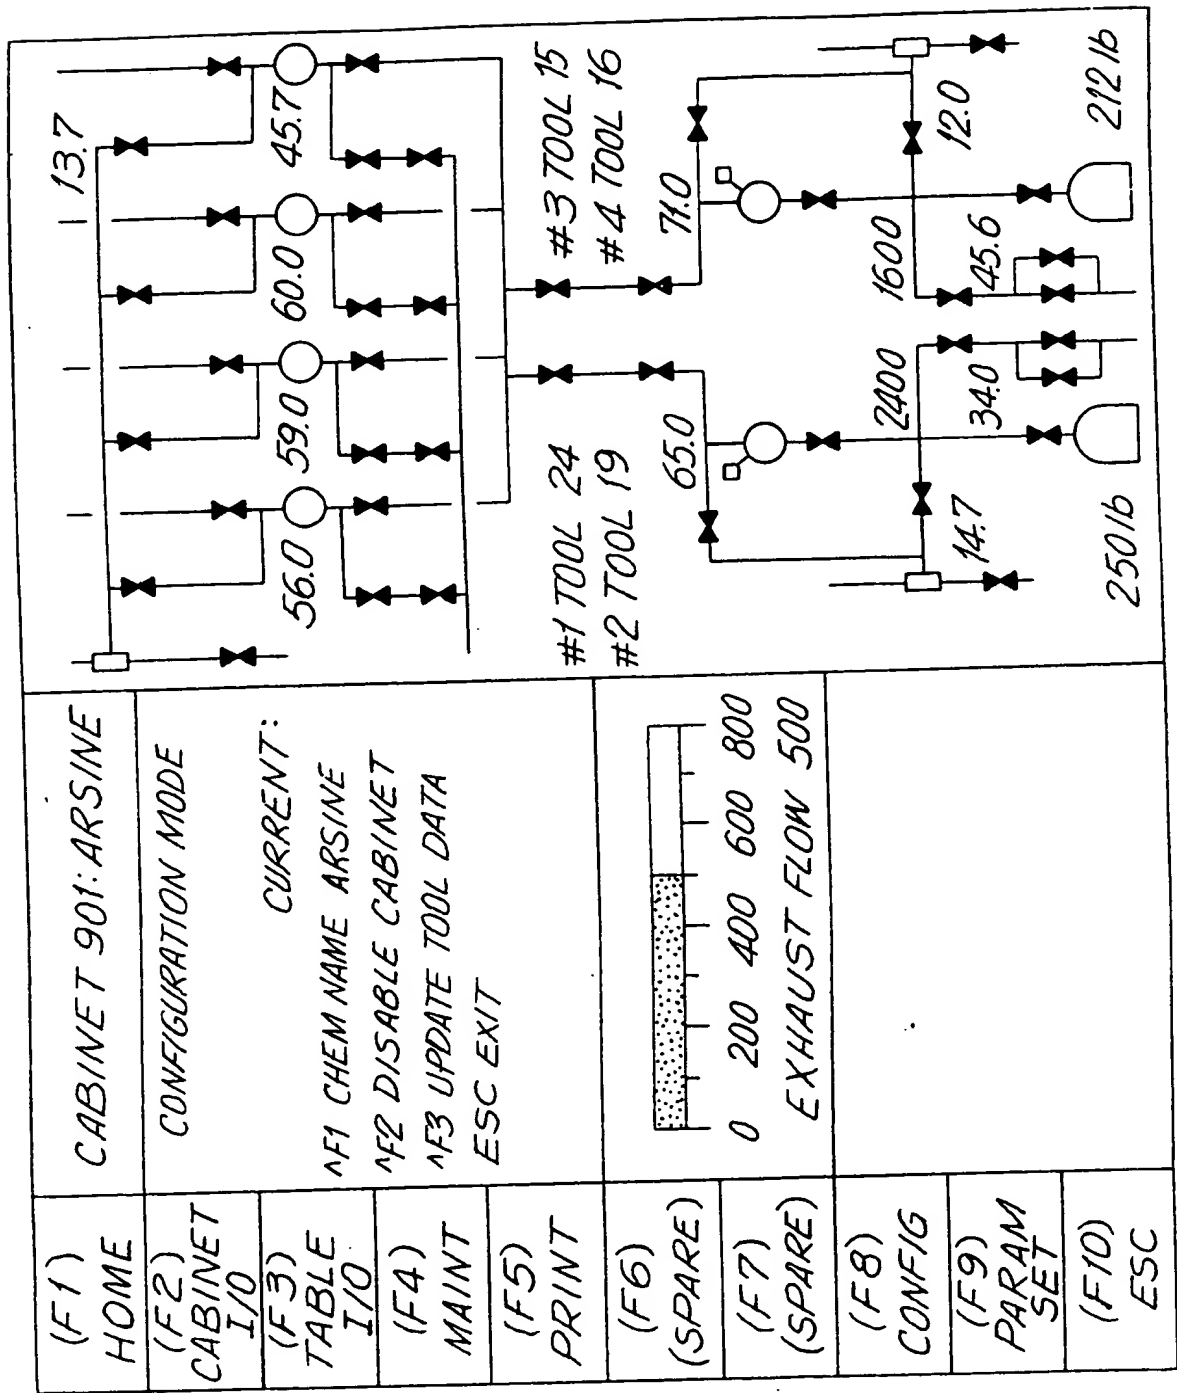 (F1)
HOME
(F2)
CABINET
I/O
(F3)
TABLE
I/O
(F4)
MAINT
(F5)
PRINT
(F6)
(SPARE)
(F7)
(SPARE)
(F8)
CONFIG
(F9)
PARAM
SET
(F10)
ESC
CABINET 901: ARSINE
CONFIGURATION MODE
CURRENT:
^F1 CHEM NAME ARSINE
^F2 DISABLE CABINET
^F3 UPDATE TOOL DATA
ESC EXIT
0 200 400 600 800
EXHAUST FLOW 500
13.7
56.0 59.0 60.0 45.7
#1 TOOL 24
#2 TOOL 19
#3 TOOL 15
#4 TOOL 16
65.0 71.0
2400 1600
14.7 34.0 45.6 12.0
250 lb 212 lb